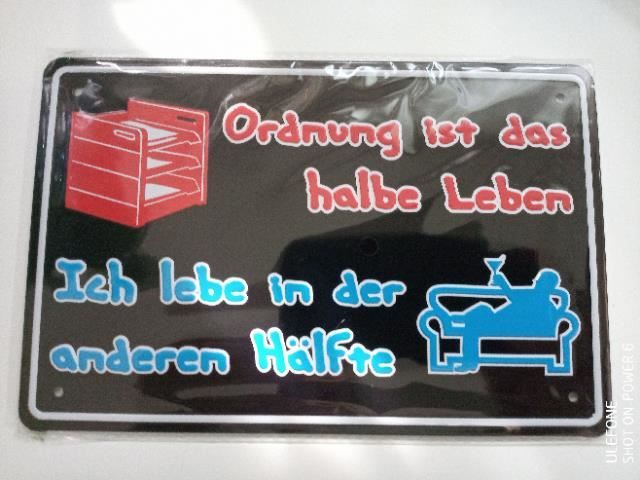 Ordnung ist das
halbe Leben
Ich lebe in der
anderen Hälfte
ULEFONE
SHOT ON POWER 6